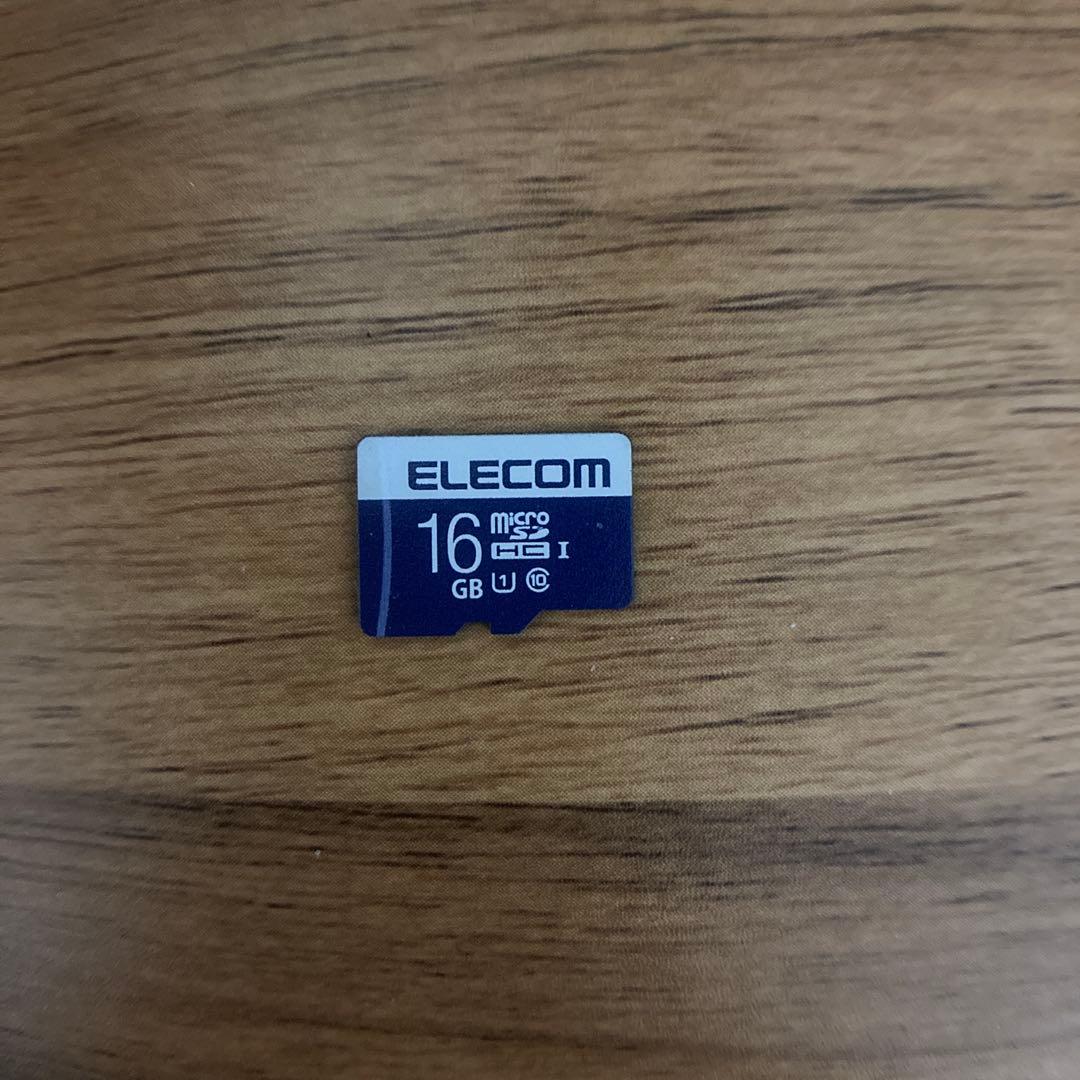 ELECOM
16 micro SD
HC I
GB 1 10